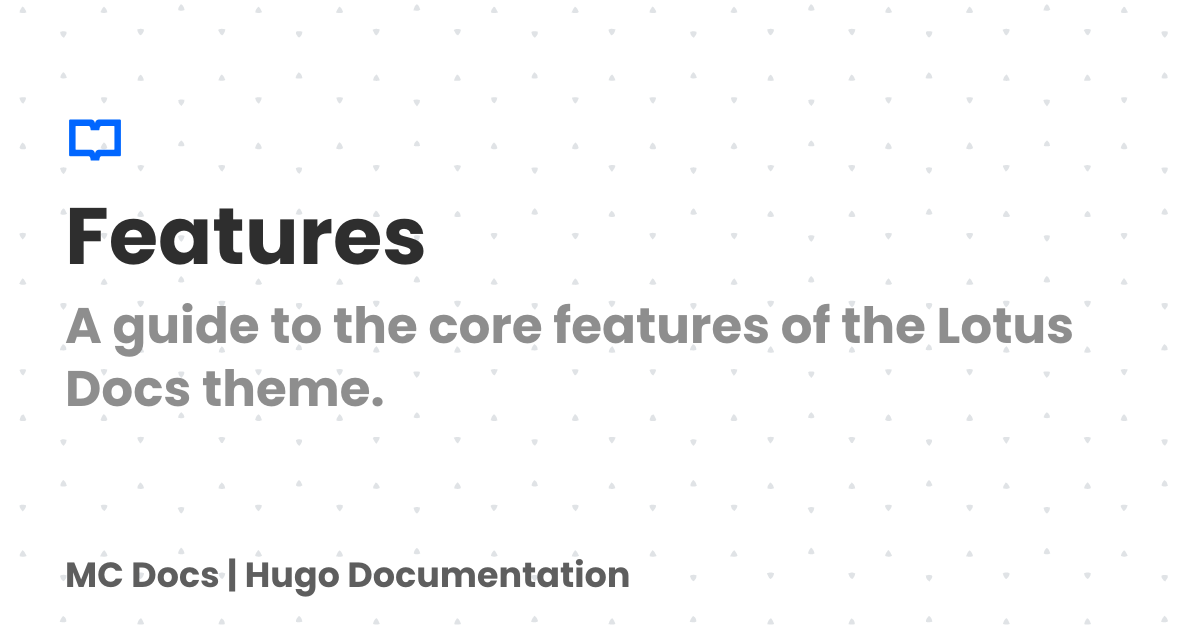 Features
A guide to the core features of the Lotus
Docs theme.
MC Docs | Hugo Documentation